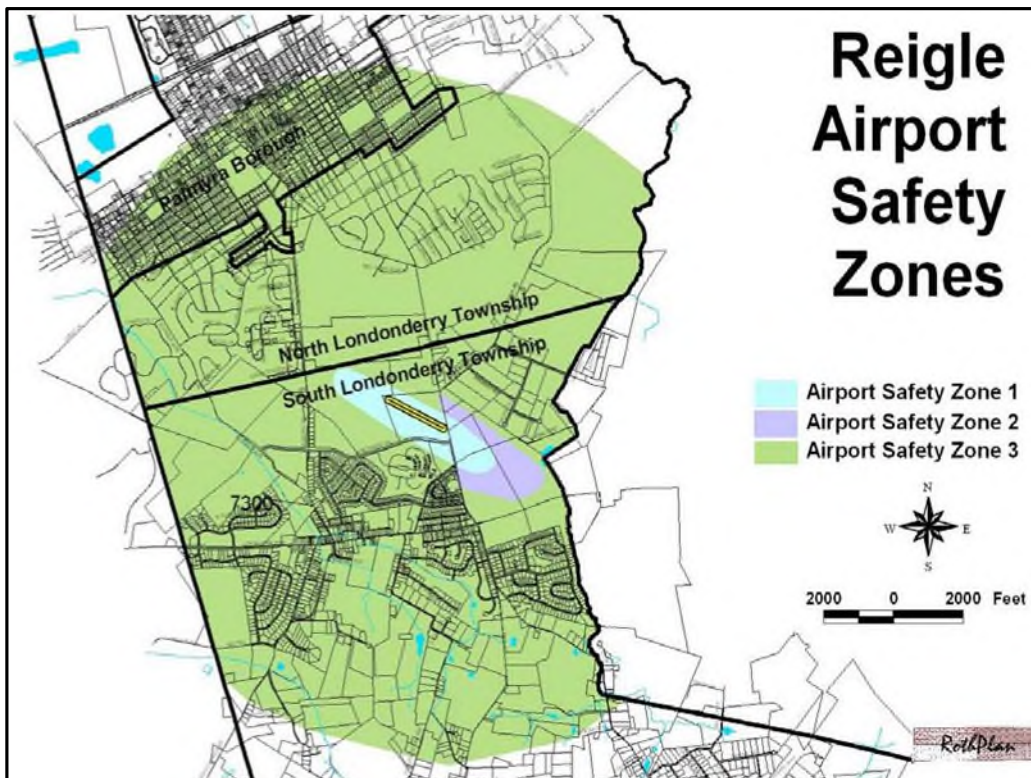 Reigle
Airport
Safety
Zones
Palmyra Borough
North Londonderry Township
South Londonderry Township
Airport Safety Zone 1
Airport Safety Zone 2
Airport Safety Zone 3
7300
N
W E
S
2000 0 2000 Feet
RothPlan